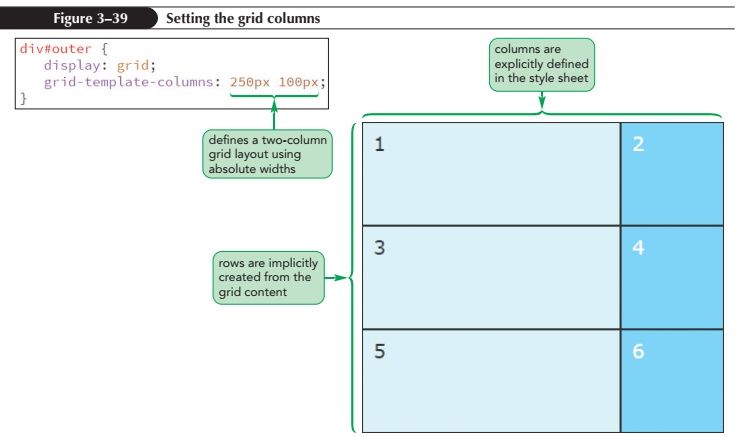 Figure 3–39 Setting the grid columns
div#outer {
display: grid;
grid-template-columns: 250px 100px;
}
defines a two-column
grid layout using
absolute widths
columns are
explicitly defined
in the style sheet
rows are implicitly
created from the
grid content
1 2
3 4
5 6